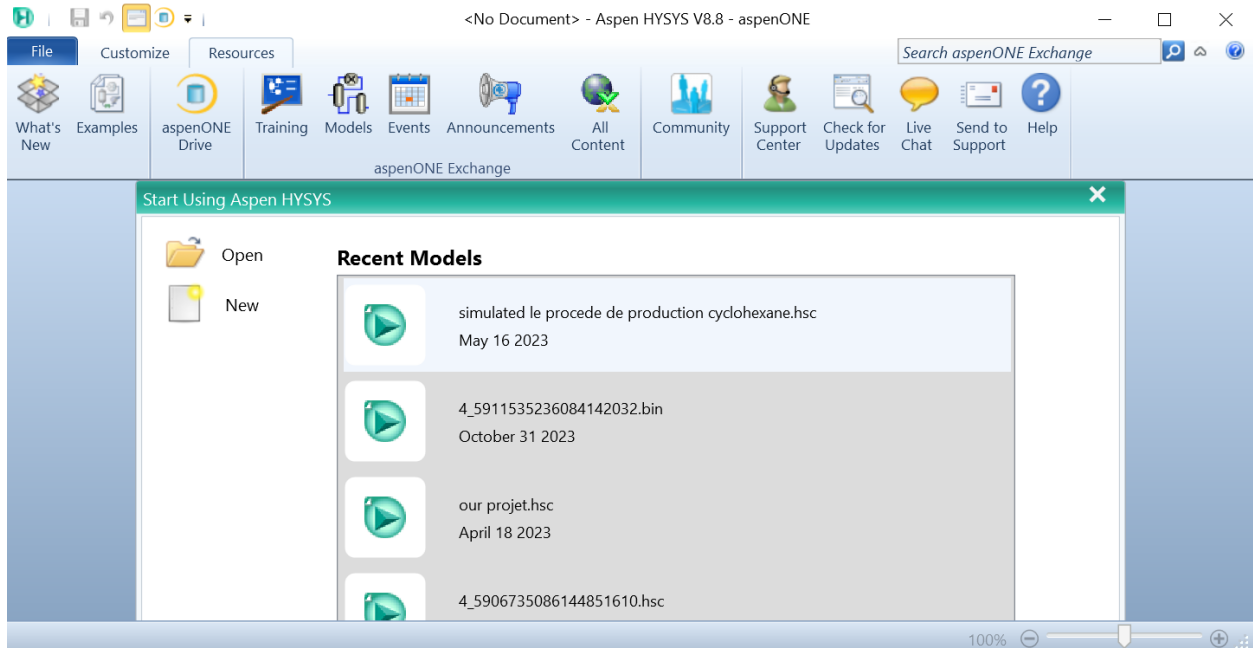 <No Document> - Aspen HYSYS V8.8 - aspenONE
File Customize Resources Search aspenONE Exchange
What's New
Examples
aspenONE Drive
Training
Models
Events
Announcements
All Content
Community
Support Center
Check for Updates
Live Chat
Send to Support
Help
aspenONE Exchange
Start Using Aspen HYSYS
Open
New
Recent Models
simulated le procede de production cyclohexane.hsc
May 16 2023
4_5911535236084142032.bin
October 31 2023
our projet.hsc
April 18 2023
4_5906735086144851610.hsc
100%